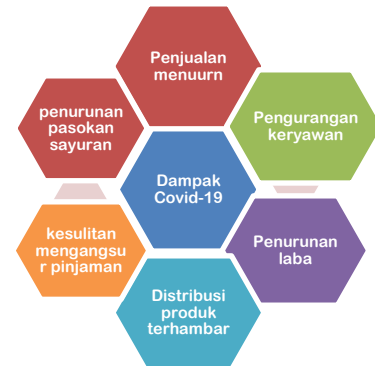 Penjualan
menuurn
penurunan
pasokan
sayuran
Pengurangan
keryawan
Dampak
Covid-19
kesulitan
mengangsu
r pinjaman
Penurunan
laba
Distribusi
produk
terhambar